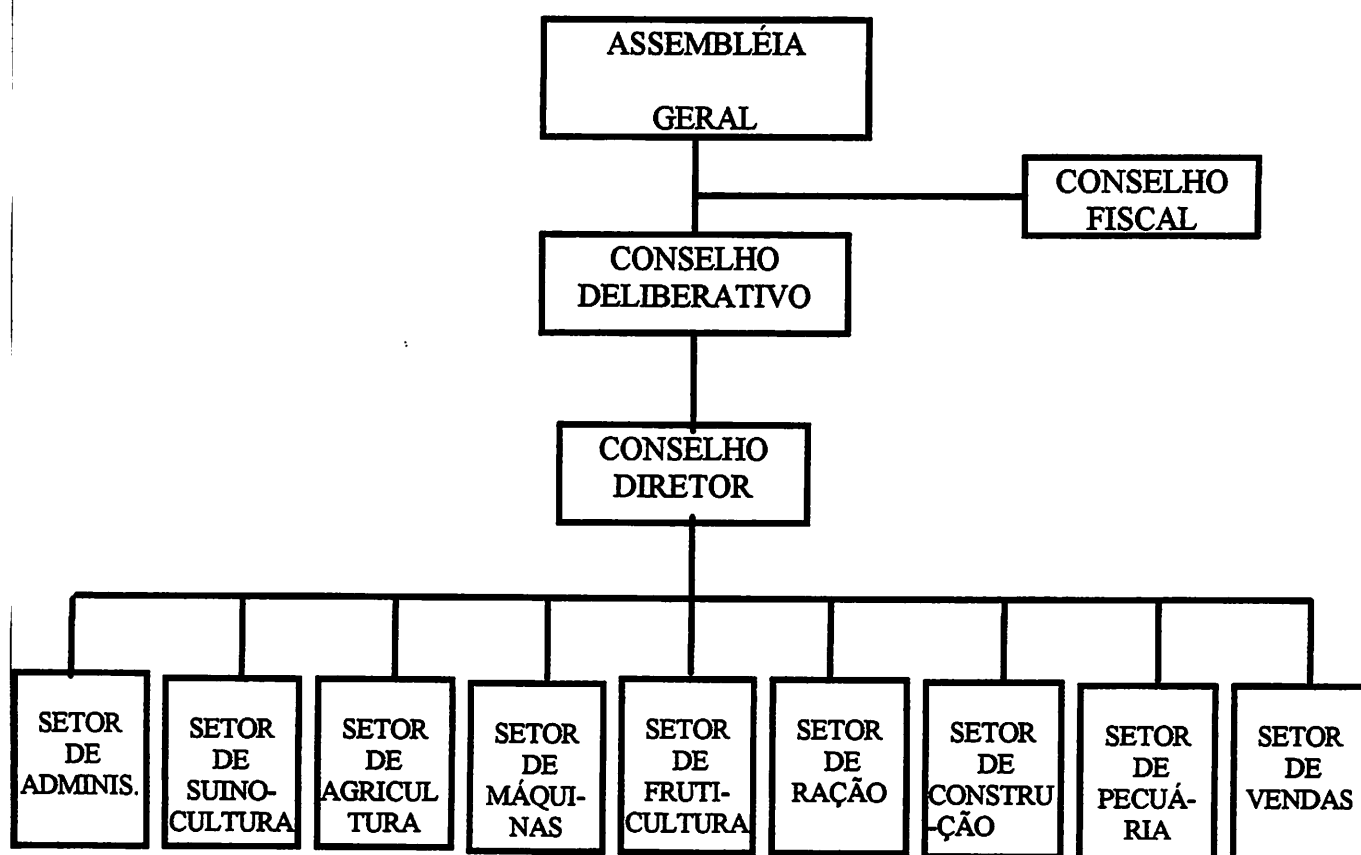 ASSEMBLÉIA
GERAL
CONSELHO
FISCAL
CONSELHO
DELIBERATIVO
CONSELHO
DIRETOR
SETOR
DE
ADMINIS.
SETOR
DE
SUINO-
CULTURA
SETOR
DE
AGRICUL
TURA
SETOR
DE
MÁQUI-
NAS
SETOR
DE
FRUTI-
CULTURA
SETOR
DE
RAÇÃO
SETOR
DE
CONSTRU
-ÇÃO
SETOR
DE
PECUÁ-
RIA
SETOR
DE
VENDAS